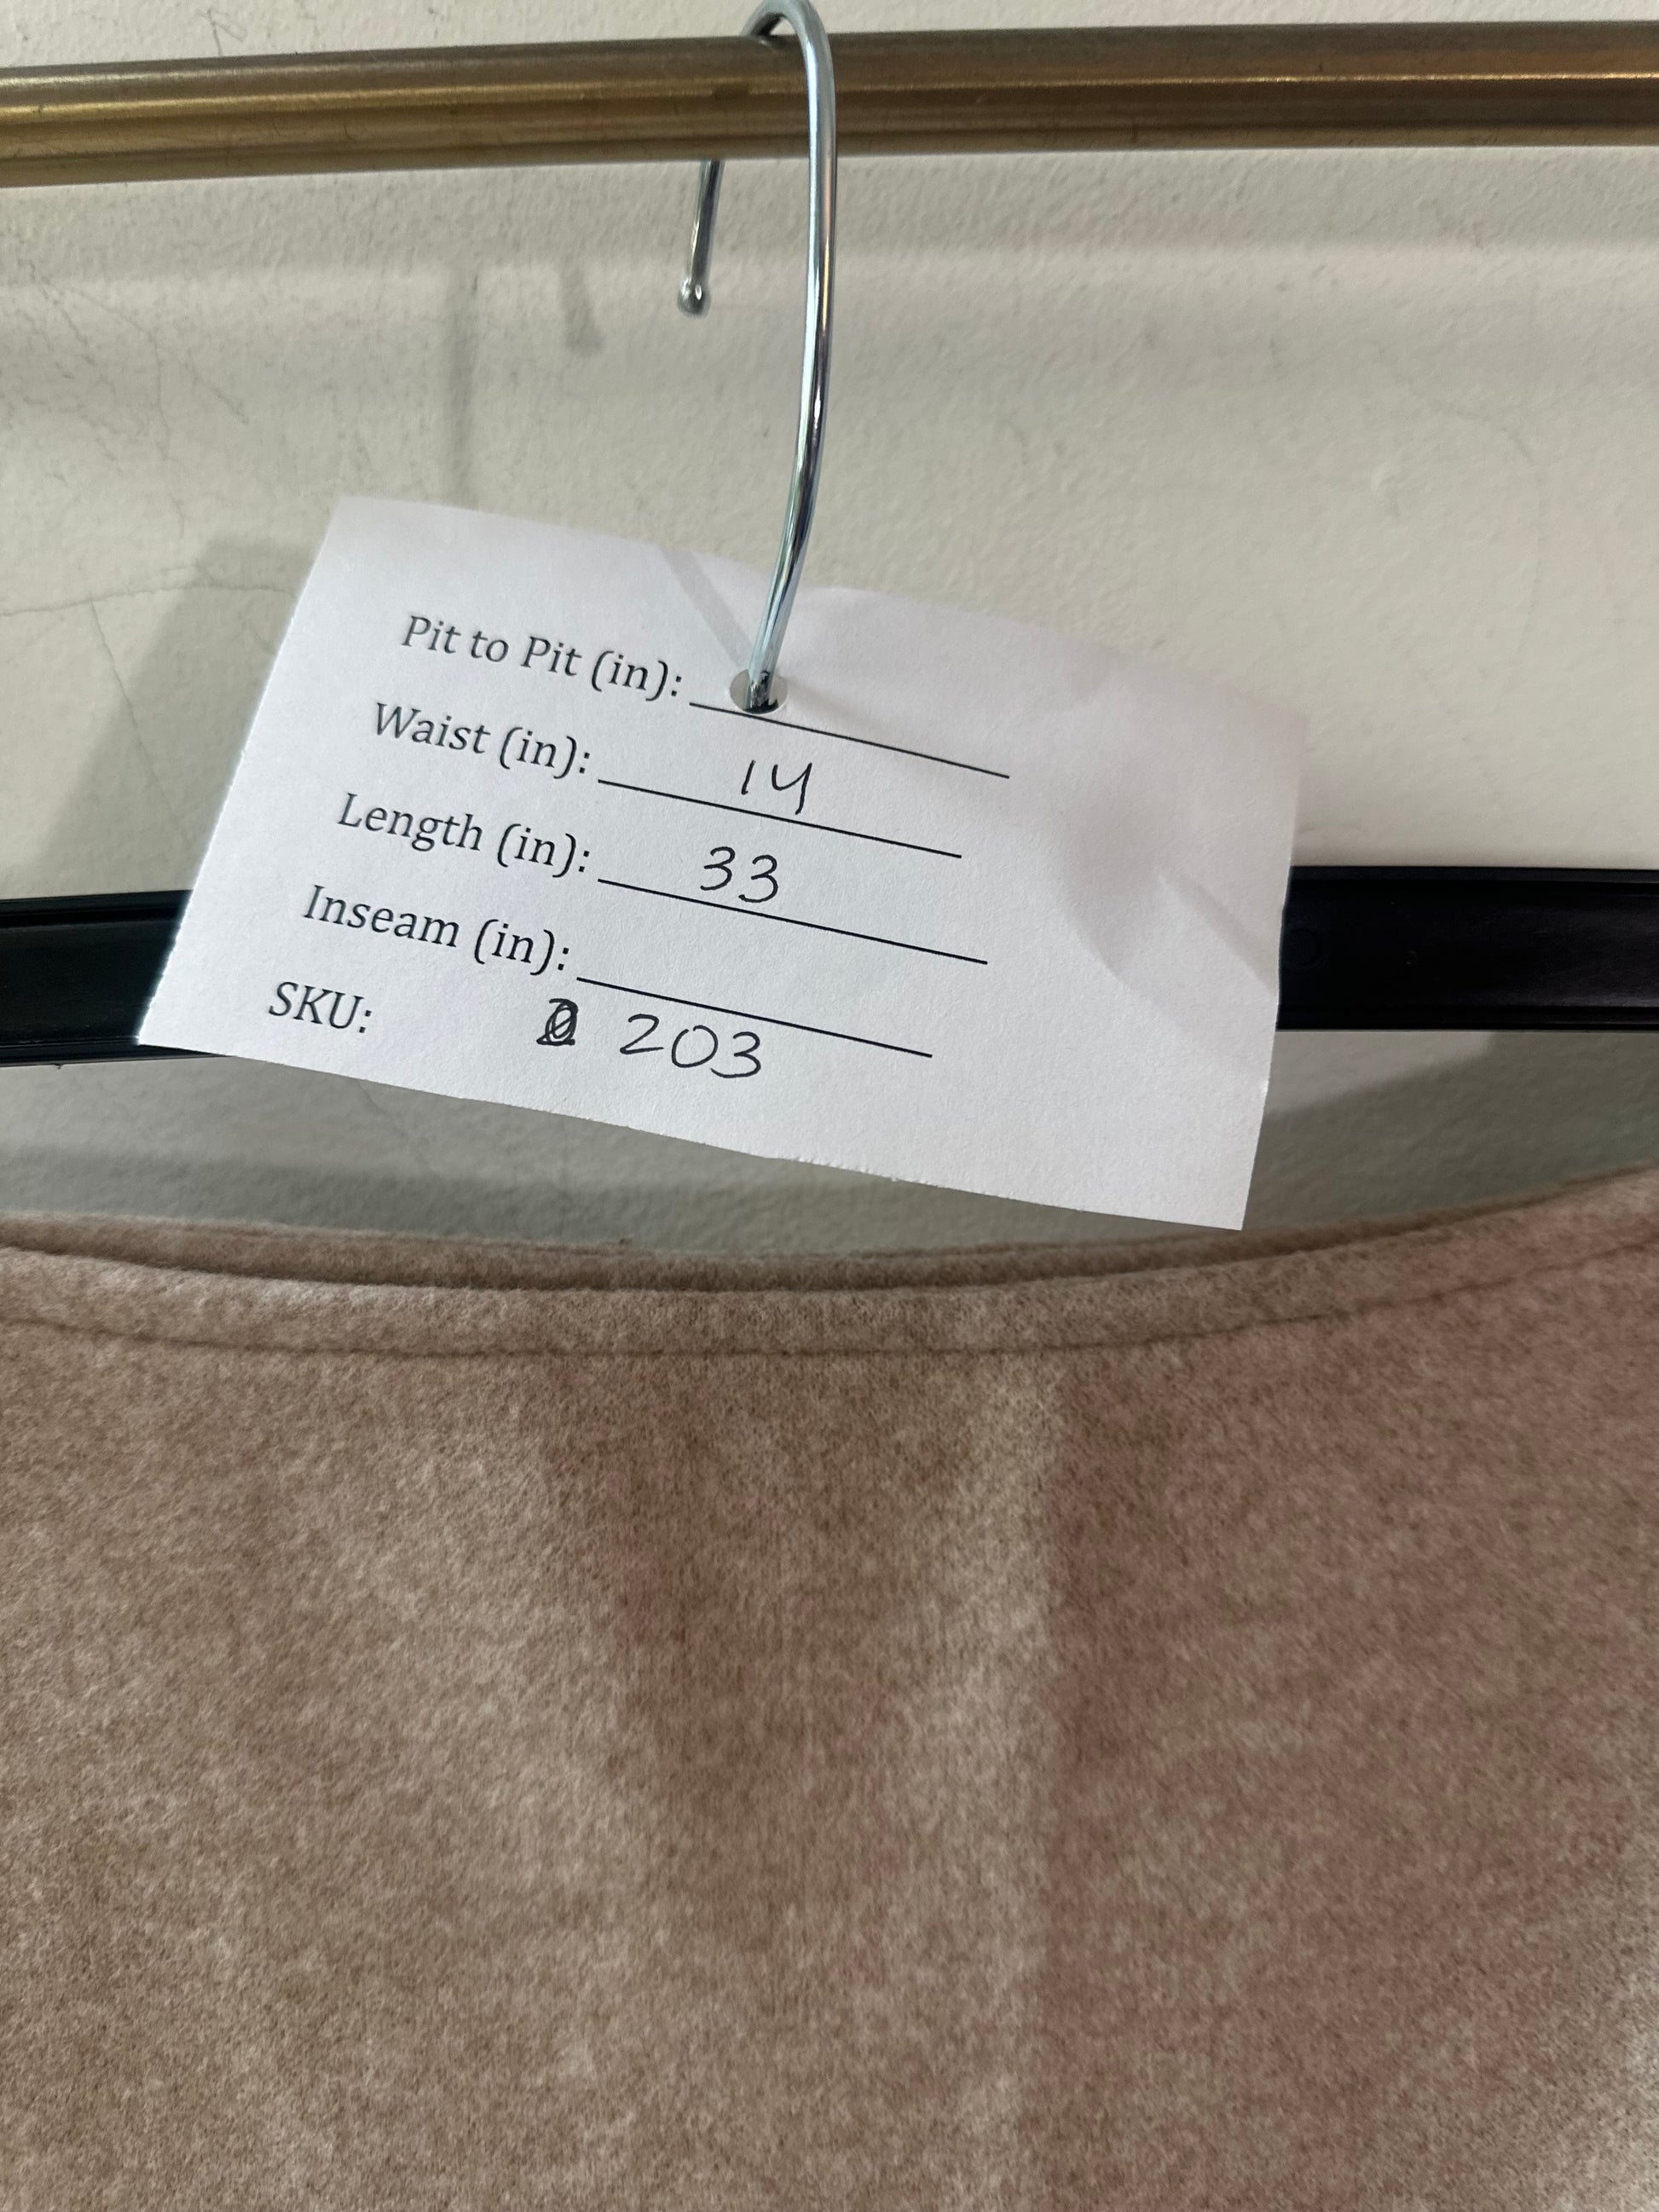 Pit to Pit (in):
Waist (in): 14
Length (in): 33
Inseam (in):
SKU: 203